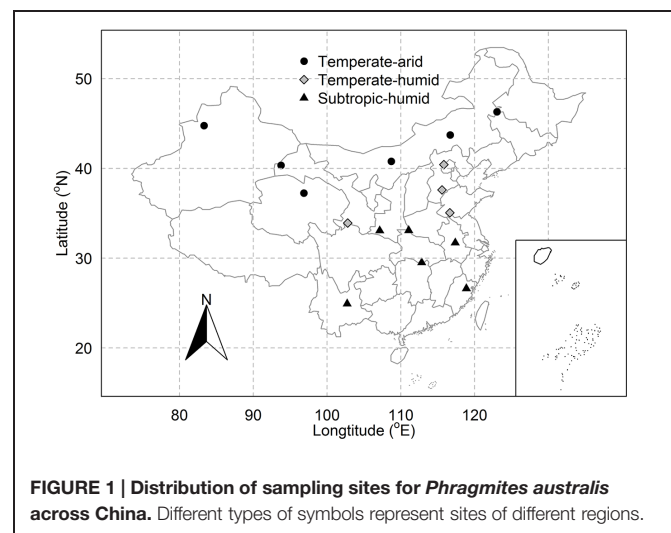 Temperate-arid
Temperate-humid
Subtropic-humid
50
40
30
20
Latitude (°N)
N
80 90 100 110 120
Longtitude (°E)
FIGURE 1 | Distribution of sampling sites for Phragmites australis
across China. Different types of symbols represent sites of different regions.